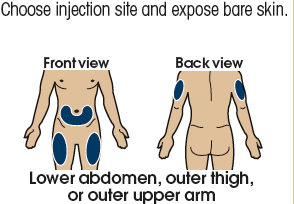 Choose injection site and expose bare skin.
Front view Back view
Lower abdomen, outer thigh,
or outer upper arm